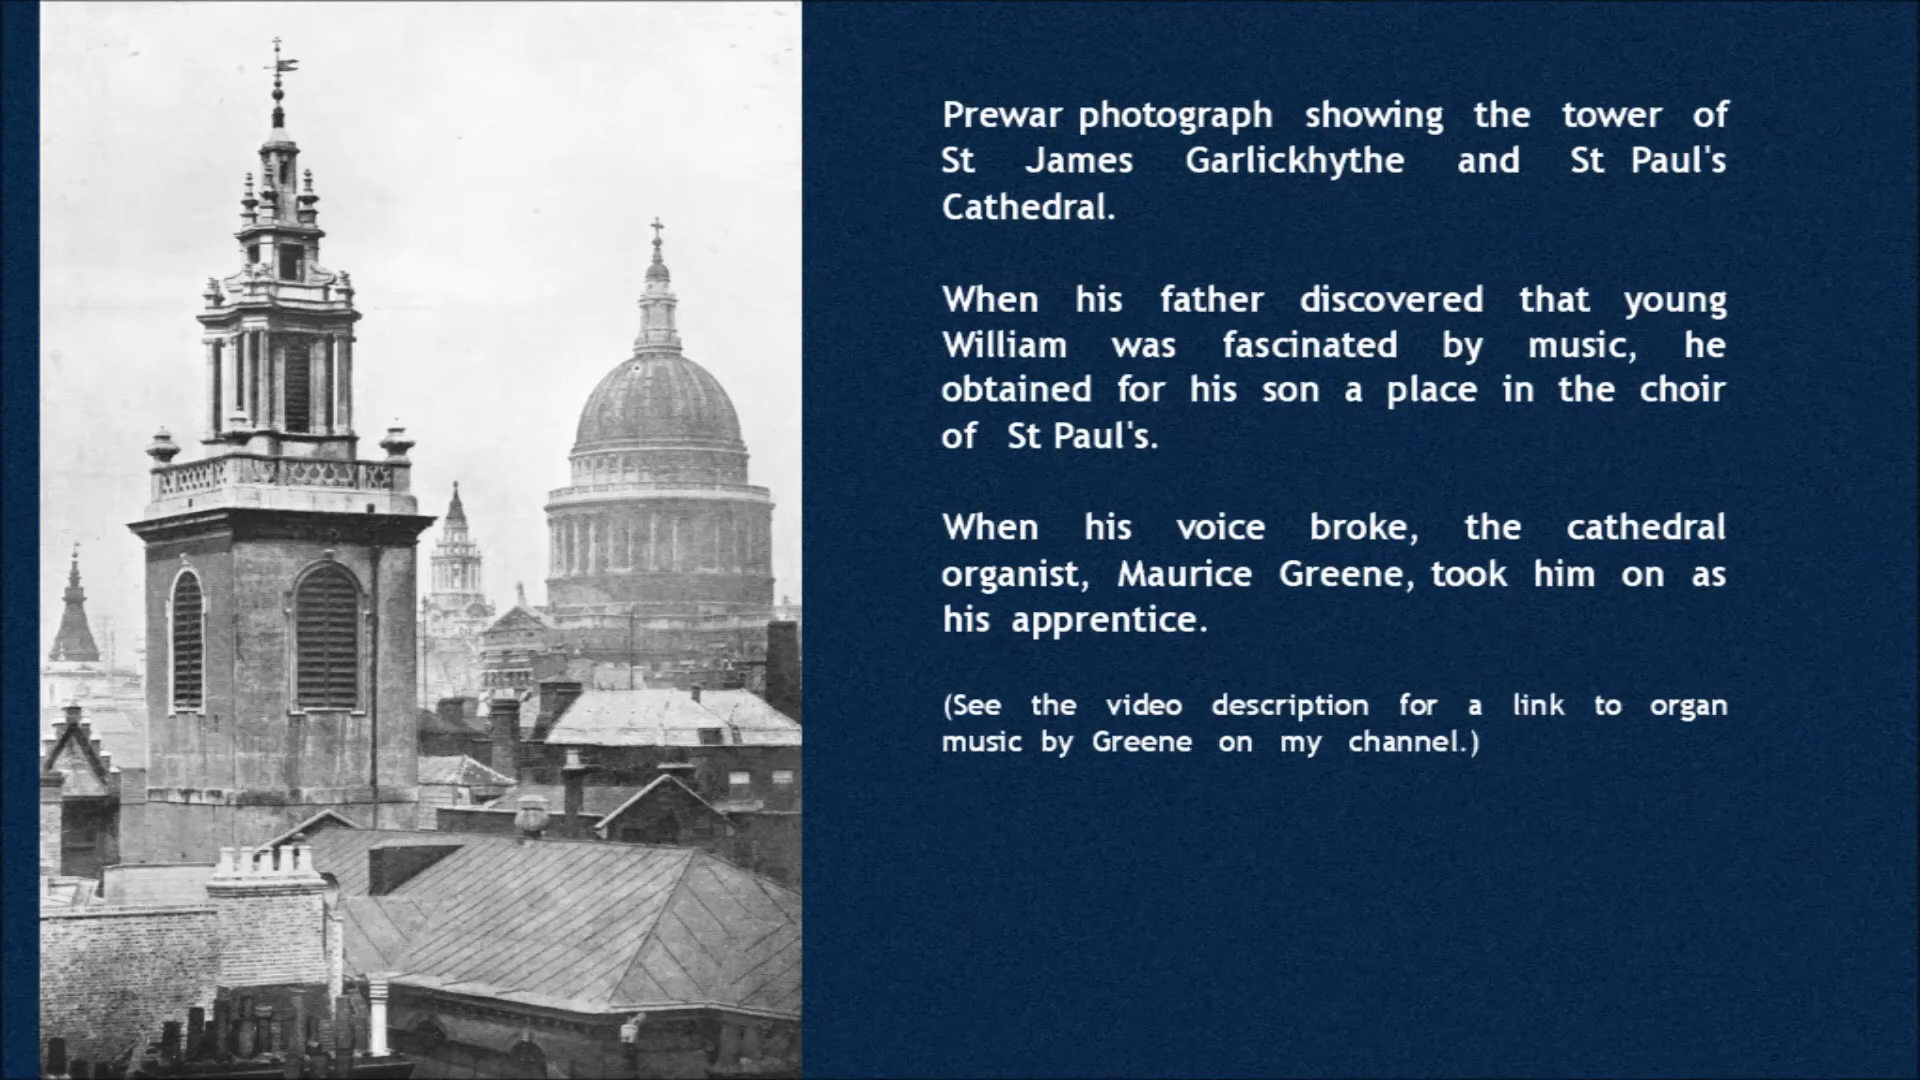 Prewar photograph showing the tower of
St James Garlickhythe and St Paul's
Cathedral.
When his father discovered that young
William was fascinated by music, he
obtained for his son a place in the choir
of St Paul's.
When his voice broke, the cathedral
organist, Maurice Greene, took him on as
his apprentice.
(See the video description for a link to organ
music by Greene on my channel.)